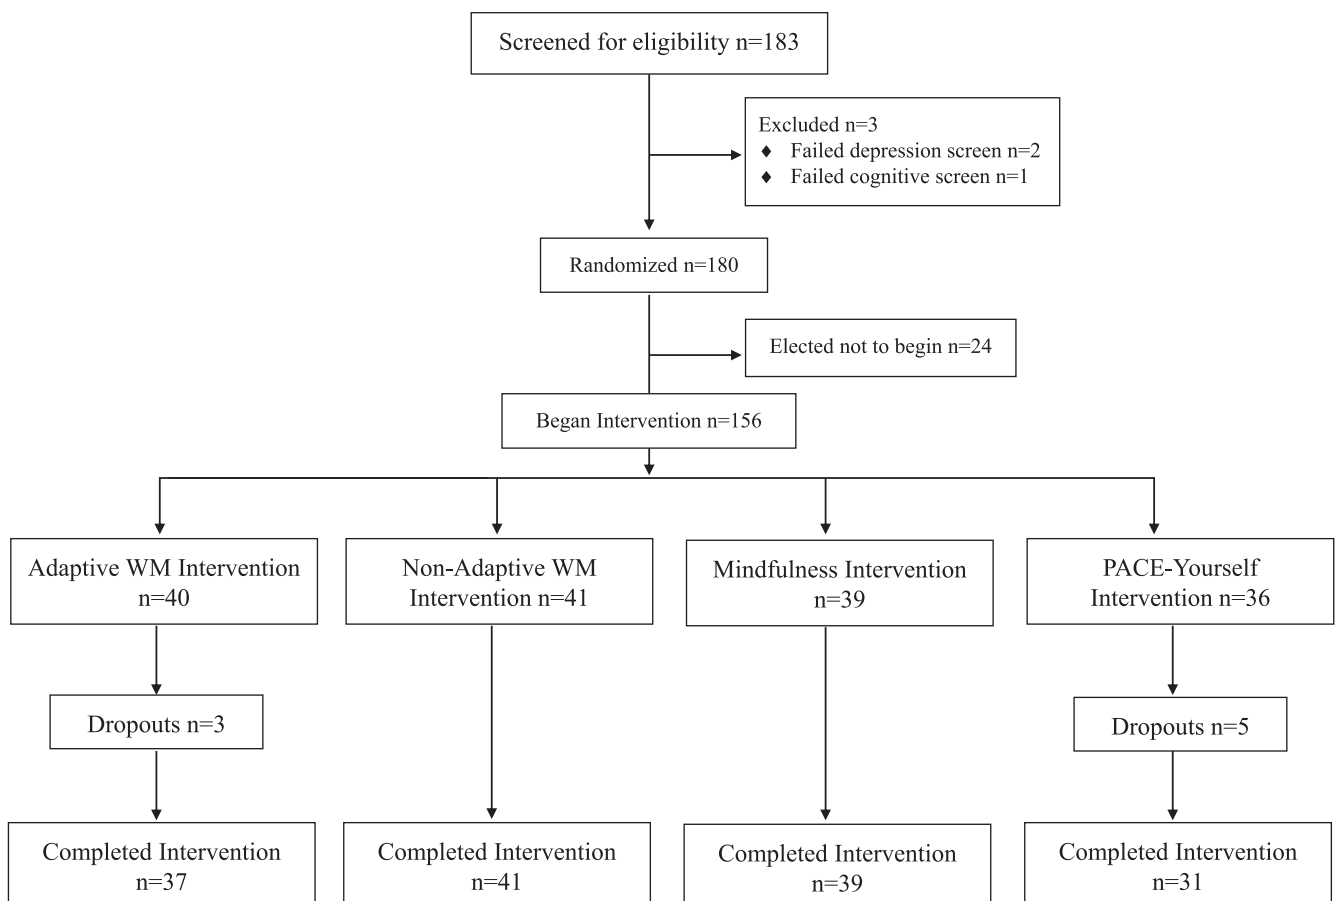 Screened for eligibility n=183
Excluded n=3
♦ Failed depression screen n=2
♦ Failed cognitive screen n=1
Randomized n=180
Elected not to begin n=24
Began Intervention n=156
Adaptive WM Intervention
n=40
Non-Adaptive WM
Intervention n=41
Mindfulness Intervention
n=39
PACE-Yourself
Intervention n=36
Dropouts n=3
Dropouts n=5
Completed Intervention
n=37
Completed Intervention
n=41
Completed Intervention
n=39
Completed Intervention
n=31